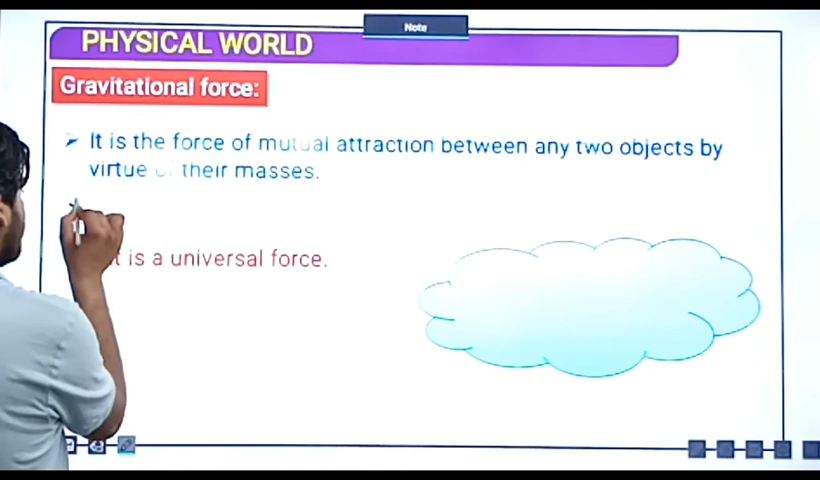 Note
PHYSICAL WORLD
Gravitational force:
➤ It is the force of mutual attraction between any two objects by
virtue of their masses.
is a universal force.